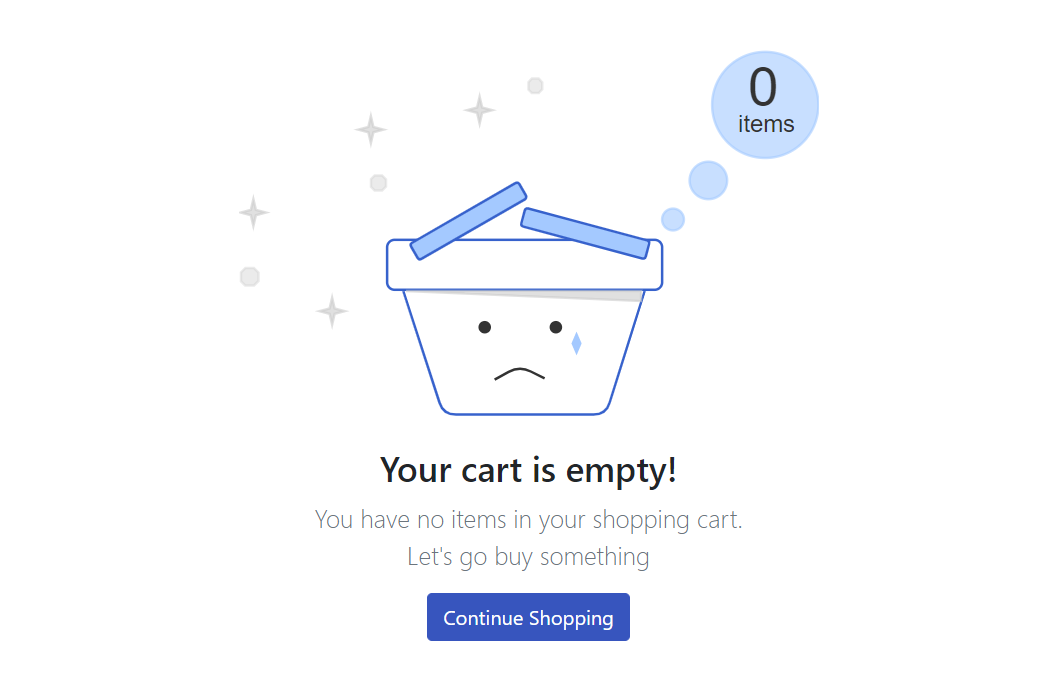 0
items
Your cart is empty!
You have no items in your shopping cart.
Let's go buy something
Continue Shopping